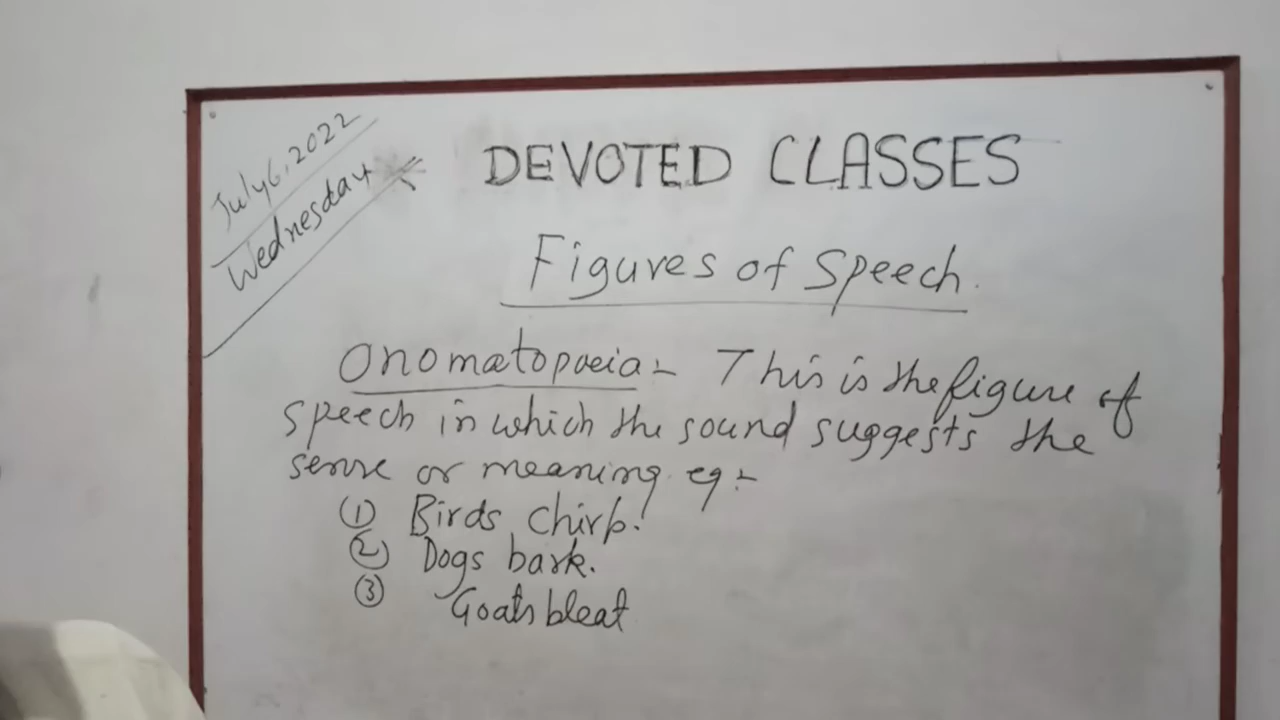 July 6, 2022
Wednesday
DEVOTED CLASSES
Figures of Speech.
Onomatopoeia:- This is the figure of
speech in which the sound suggests the
sense or meaning. eg:-
(1) Birds chirp.
(2) Dogs bark.
(3) Goats bleat